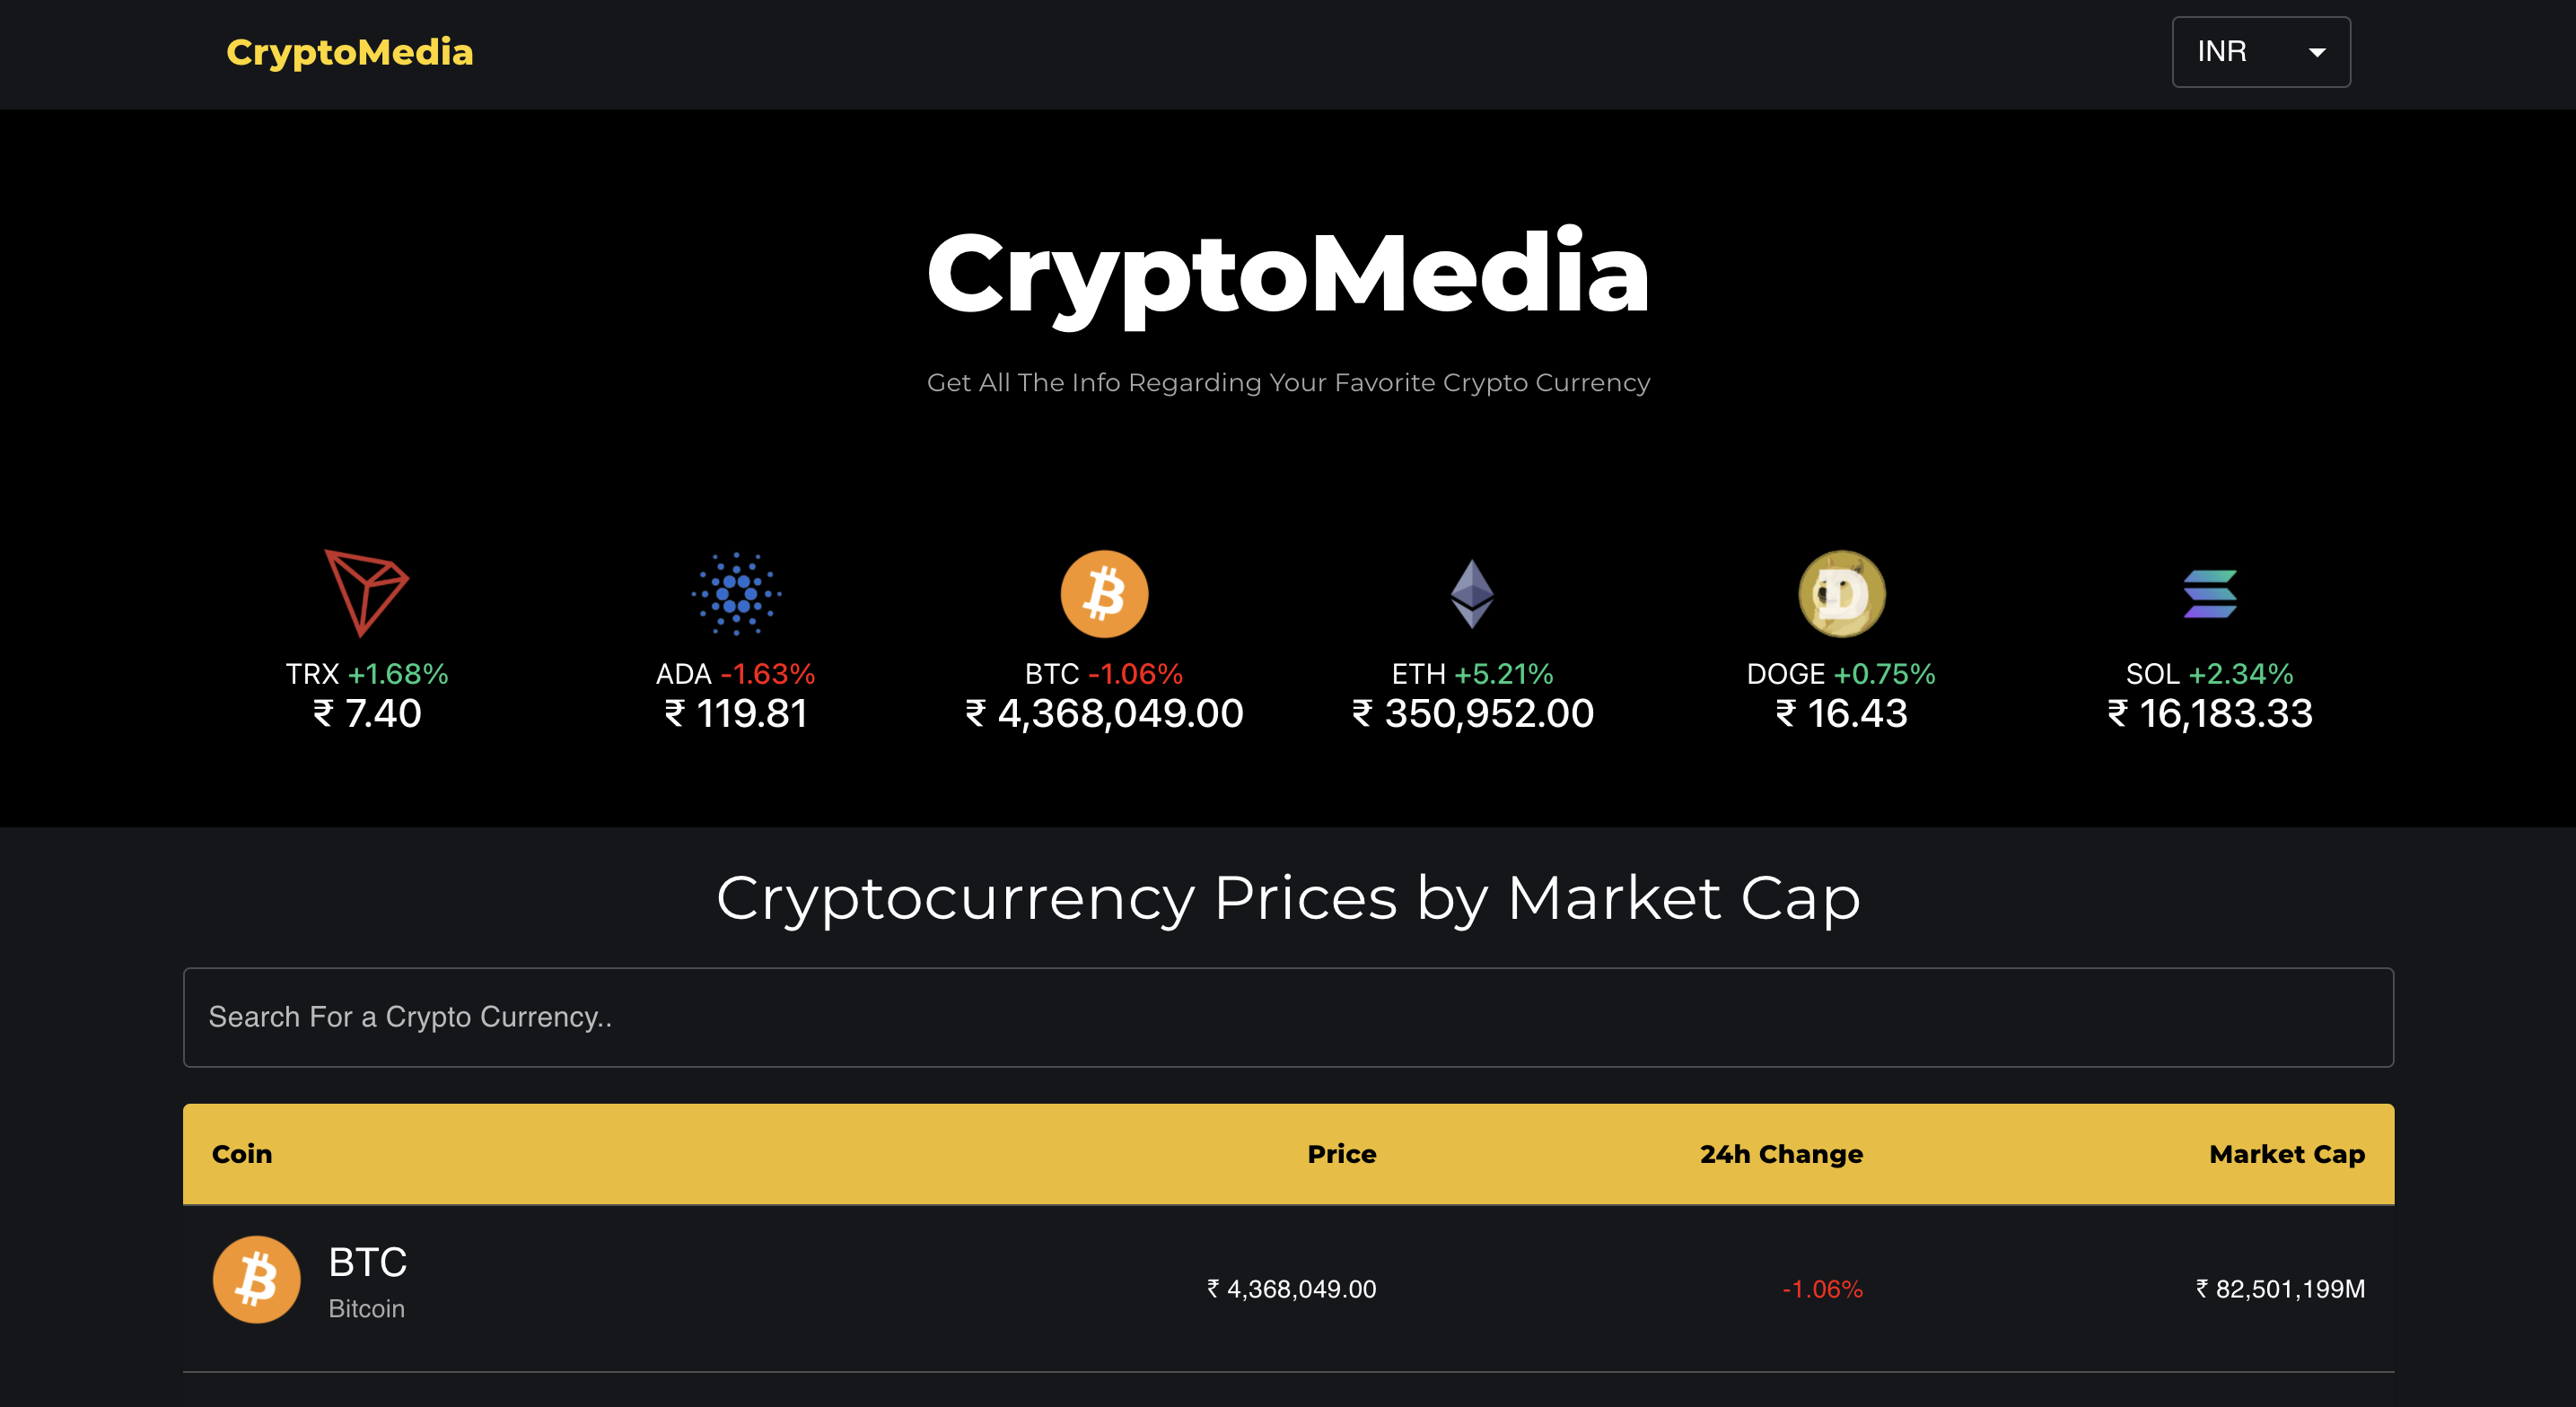 CryptoMedia
INR
CryptoMedia
Get All The Info Regarding Your Favorite Crypto Currency
TRX +1.68%
₹ 7.40
ADA -1.63%
₹ 119.81
BTC -1.06%
₹ 4,368,049.00
ETH +5.21%
₹ 350,952.00
DOGE +0.75%
₹ 16.43
SOL +2.34%
₹ 16,183.33
Cryptocurrency Prices by Market Cap
Search For a Crypto Currency..
Coin Price 24h Change Market Cap
BTC
Bitcoin
₹ 4,368,049.00 -1.06% ₹ 82,501,199M